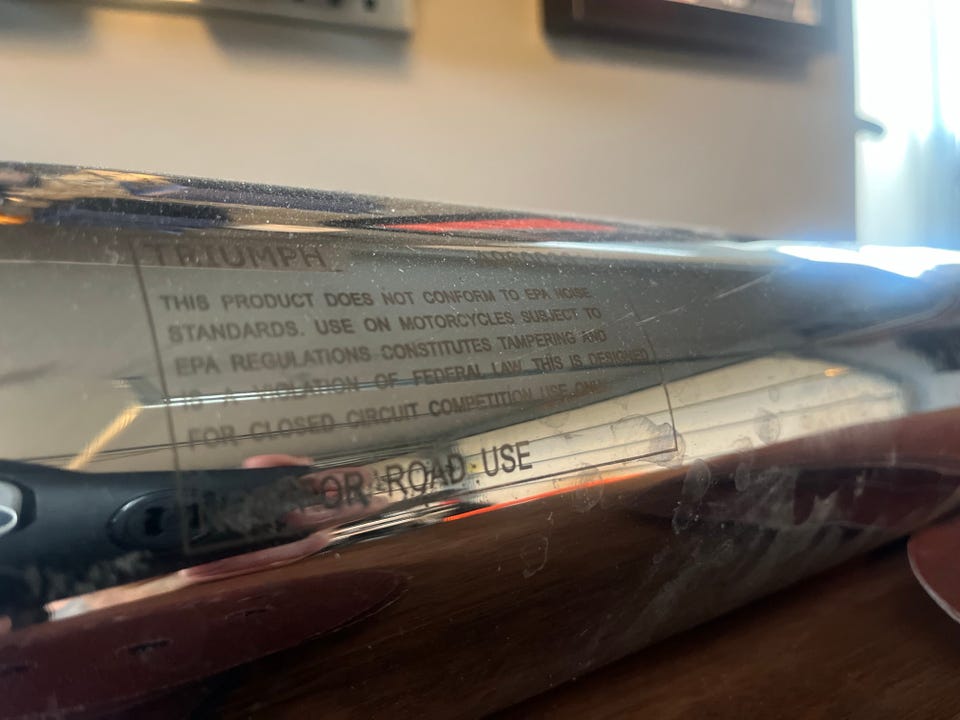 TRIUMPH
THIS PRODUCT DOES NOT CONFORM TO EPA NOISE
STANDARDS. USE ON MOTORCYCLES SUBJECT TO
EPA REGULATIONS CONSTITUTES TAMPERING AND
IS A VIOLATION OF FEDERAL LAW. THIS IS DESIGNED
FOR CLOSED CIRCUIT COMPETITION USE ONLY
NOT FOR ROAD USE